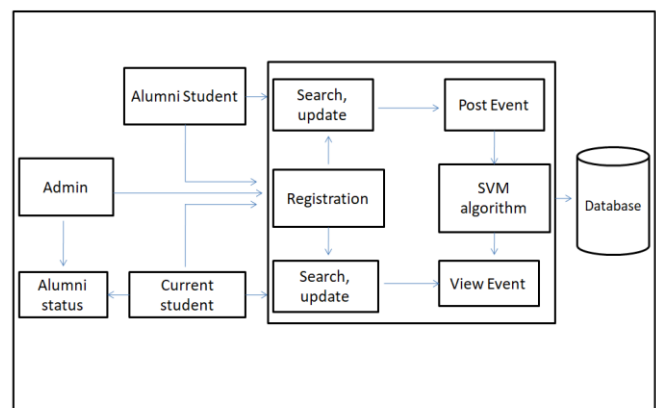 Alumni Student
Search,
update
Post Event
Admin
Registration
SVM
algorithm
Database
Alumni
status
Current
student
Search,
update
View Event